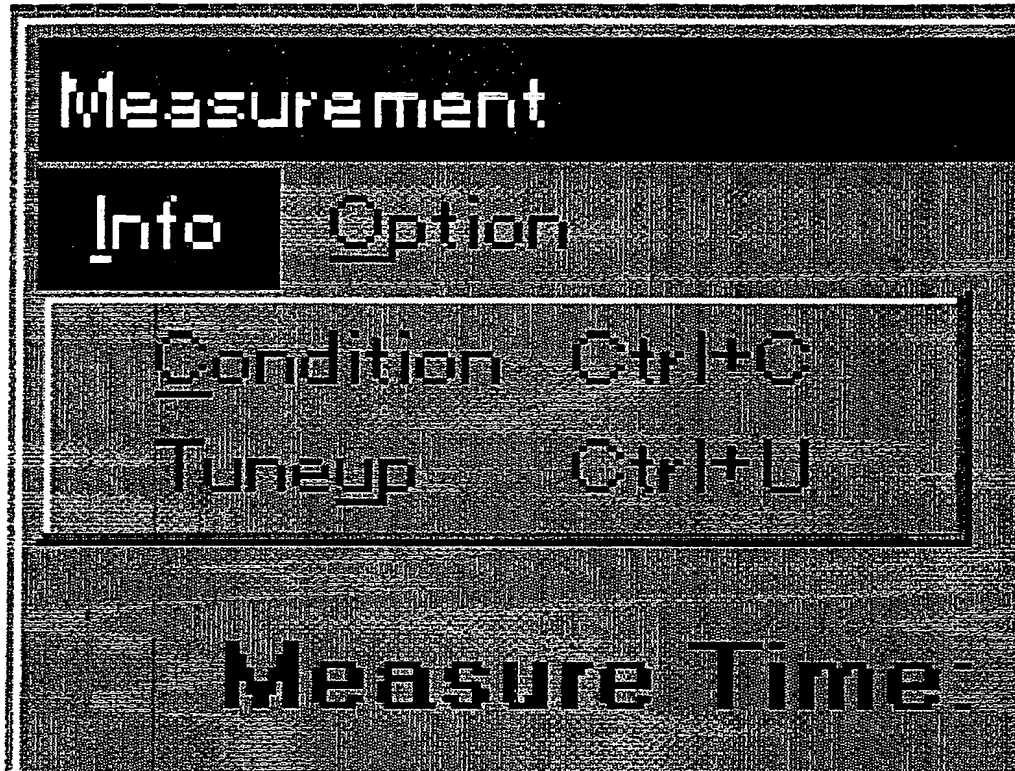 Measurement
Info Option
Condition Ctrl+C
Tuneup Ctrl+U
Measure Time: